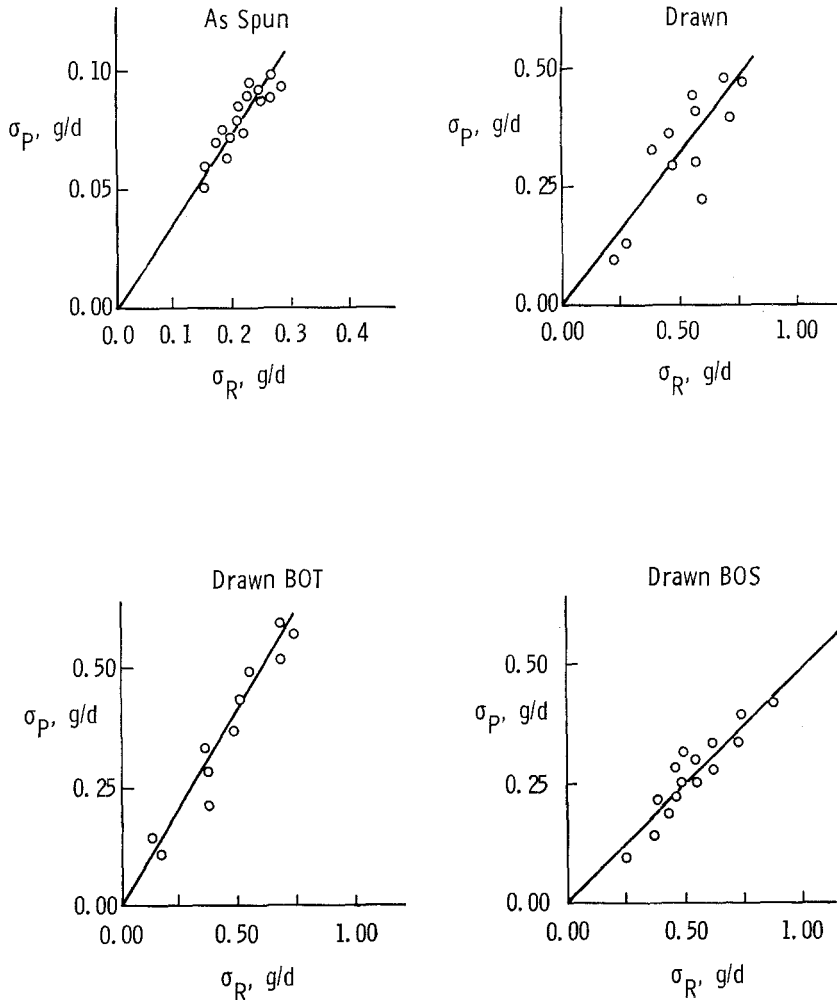 As Spun
0.10
σP, g/d
0.05
0.00
0.0 0.1 0.2 0.3 0.4
σR, g/d
Drawn
0.50
σP, g/d
0.25
0.00
0.00 0.50 1.00
σR, g/d
Drawn BOT
0.50
σP, g/d
0.25
0.00
0.00 0.50 1.00
σR, g/d
Drawn BOS
0.50
σP, g/d
0.25
0.00
0.00 0.50 1.00
σR, g/d